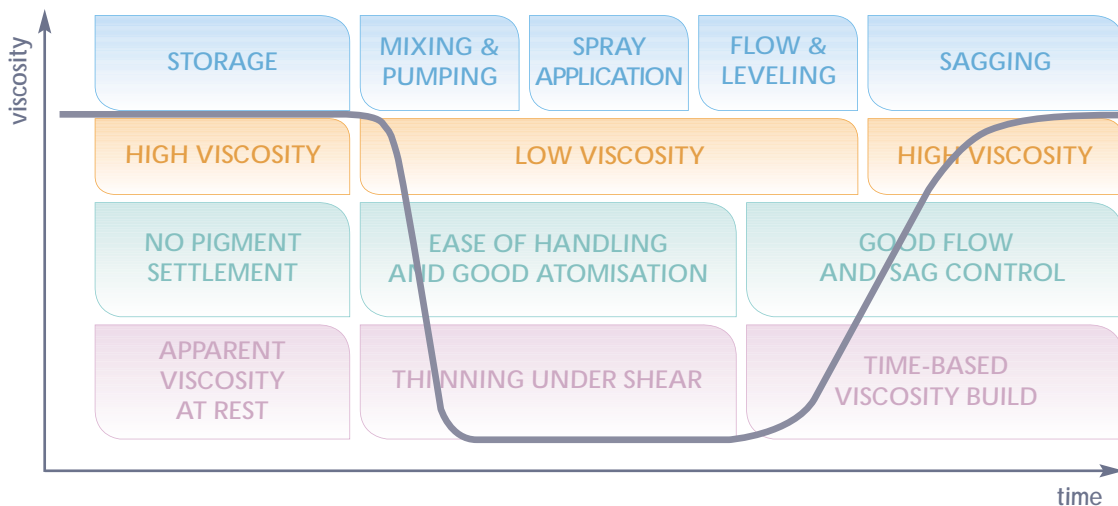 viscosity
STORAGE
MIXING &
PUMPING
SPRAY
APPLICATION
FLOW &
LEVELING
SAGGING
HIGH VISCOSITY
LOW VISCOSITY
HIGH VISCOSITY
NO PIGMENT
SETTLEMENT
EASE OF HANDLING
AND GOOD ATOMISATION
GOOD FLOW
AND SAG CONTROL
APPARENT
VISCOSITY
AT REST
THINNING UNDER SHEAR
TIME-BASED
VISCOSITY BUILD
time